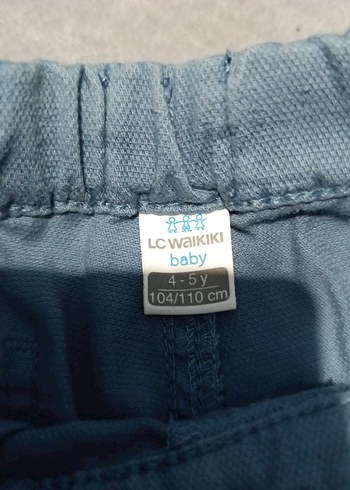 LC WAIKIKI
baby
4 - 5 y
104/110 cm